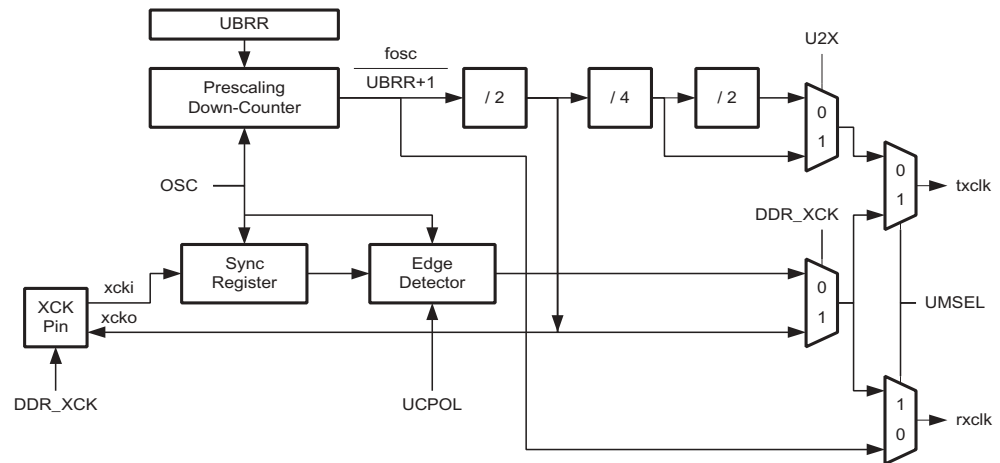 UBRR
fosc
UBRR+1
U2X
Prescaling
Down-Counter
/ 2
/ 4
/ 2
0
1
OSC
0
1
txclk
DDR_XCK
Sync
Register
Edge
Detector
0
1
UMSEL
xcki
XCK
Pin
xcko
DDR_XCK
UCPOL
1
0
rxclk